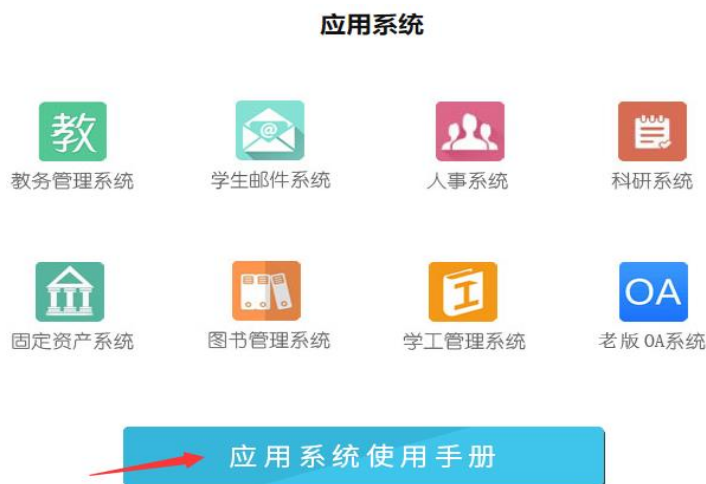 应用系统
教
教务管理系统
@
学生邮件系统
人事系统
科研系统
固定资产系统
图书管理系统
工
学工管理系统
OA
老版OA系统
应用系统使用手册